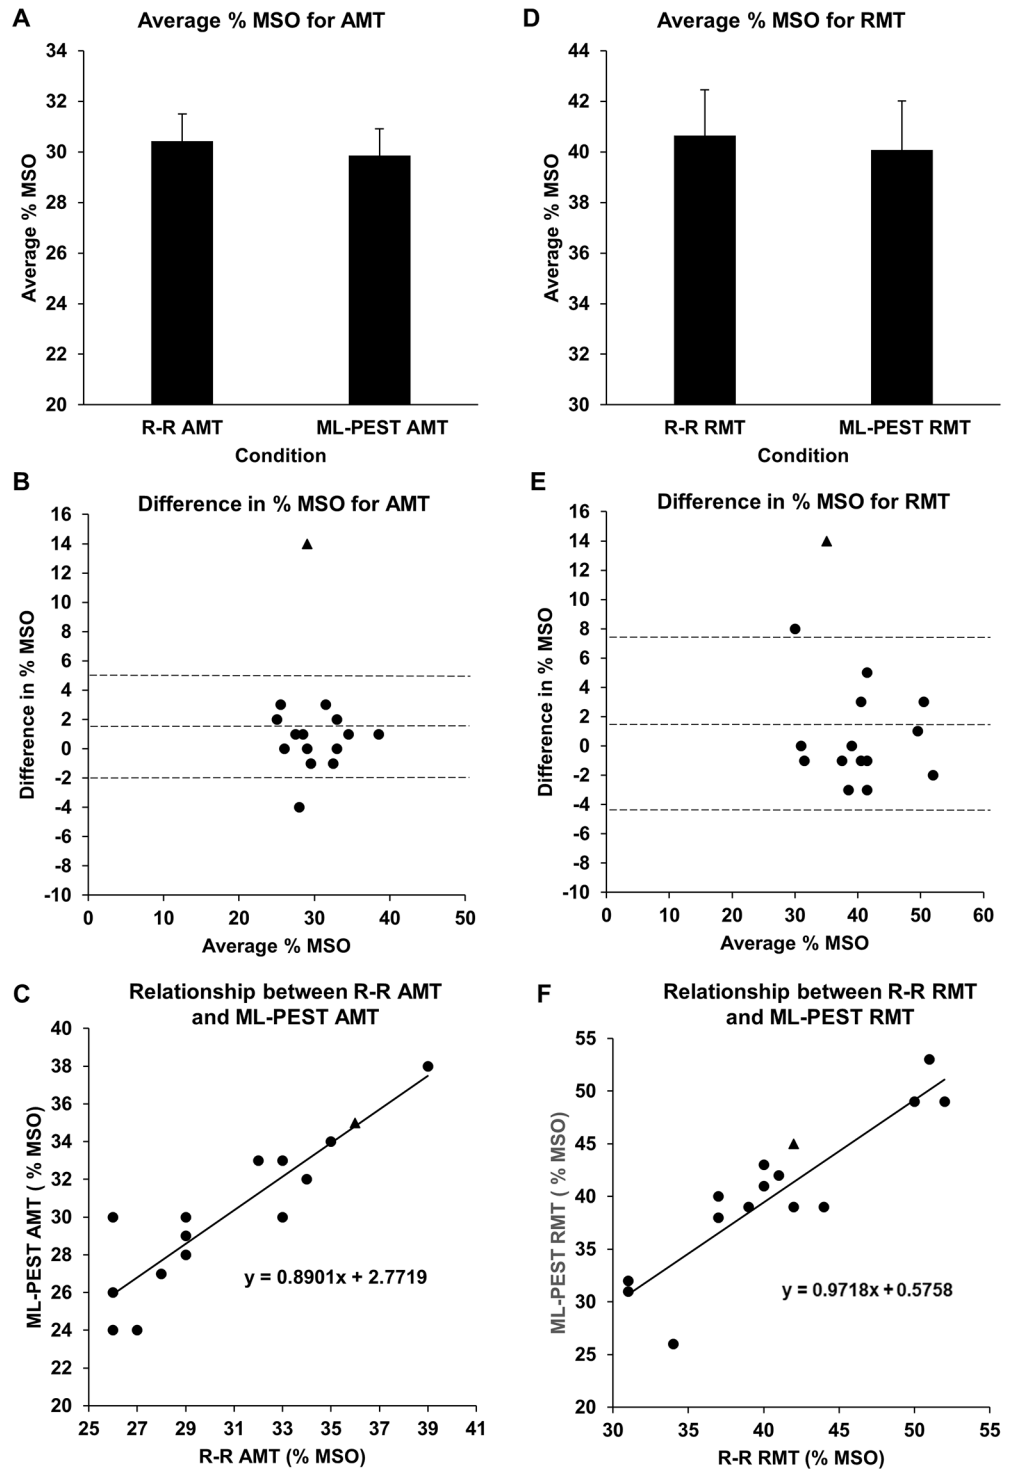 A
Average % MSO for AMT
Average % MSO
34
32
30
28
26
24
22
20
R-R AMT
ML-PEST AMT
Condition
D
Average % MSO for RMT
Average % MSO
44
42
40
38
36
34
32
30
R-R RMT
ML-PEST RMT
Condition
B
Difference in % MSO for AMT
Difference in % MSO
16
14
12
10
8
6
4
2
0
-2
-4
-6
-8
-10
0 10 20 30 40 50
Average % MSO
E
Difference in % MSO for RMT
Difference in % MSO
16
14
12
10
8
6
4
2
0
-2
-4
-6
-8
-10
0 10 20 30 40 50 60
Average % MSO
C
Relationship between R-R AMT
and ML-PEST AMT
ML-PEST AMT ( % MSO)
40
38
36
34
32
30
28
26
24
22
20
y = 0.8901x + 2.7719
25 27 29 31 33 35 37 39 41
R-R AMT (% MSO)
F
Relationship between R-R RMT
and ML-PEST RMT
ML-PEST RMT ( % MSO)
55
50
45
40
35
30
25
20
y = 0.9718x + 0.5758
30 35 40 45 50 55
R-R RMT (% MSO)